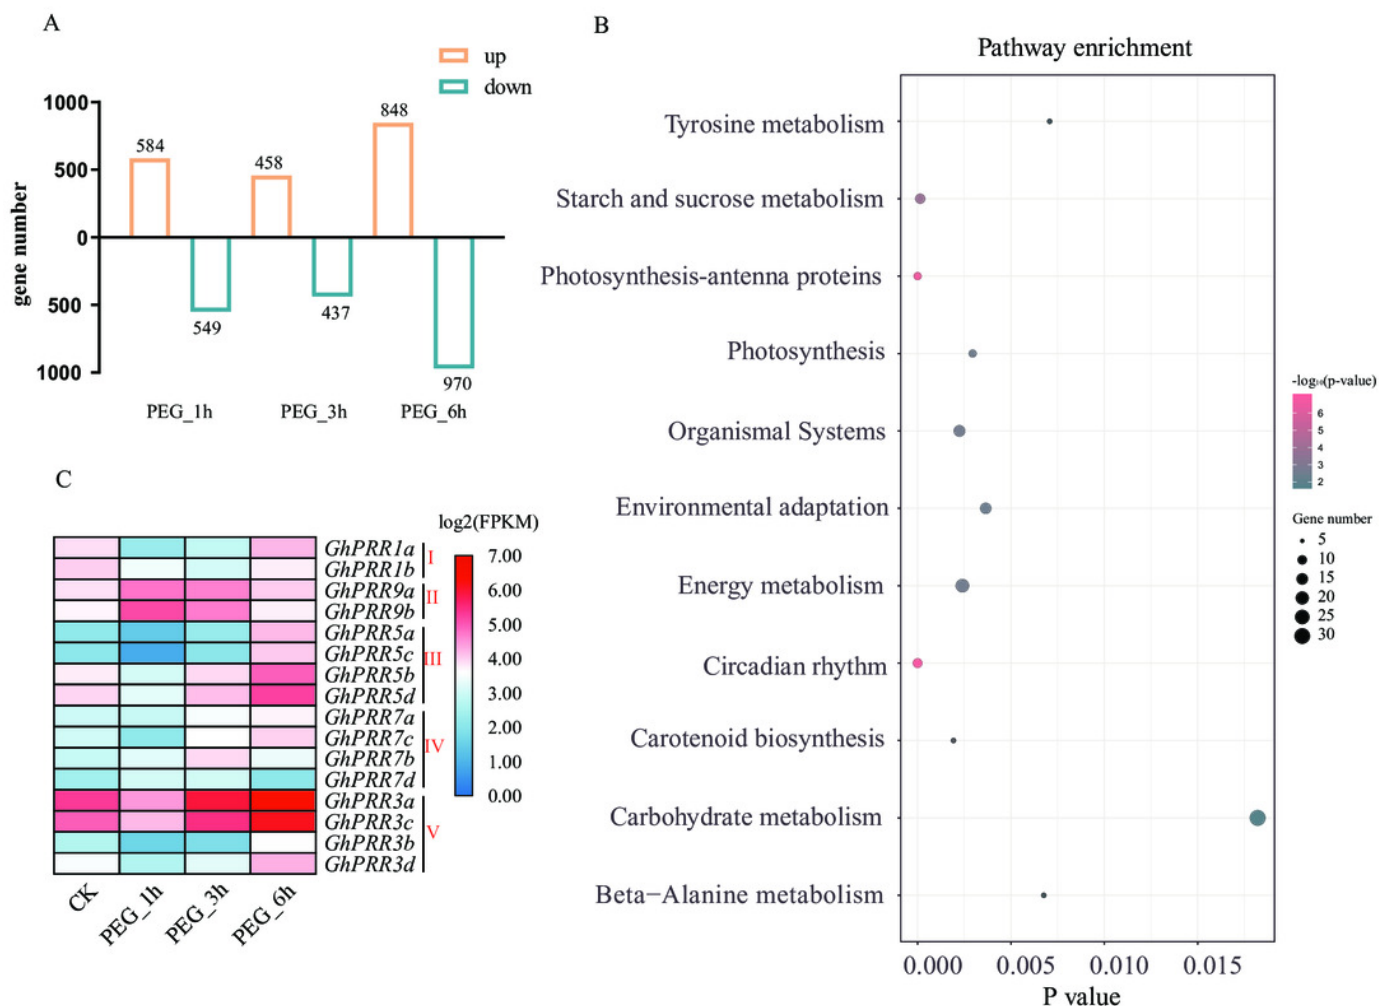 A
up
down
1000
500
0
500
1000
gene number
584
549
458
437
848
970
PEG_1h
PEG_3h
PEG_6h
B
Pathway enrichment
Tyrosine metabolism
Starch and sucrose metabolism
Photosynthesis-antenna proteins
Photosynthesis
Organismal Systems
Environmental adaptation
Energy metabolism
Circadian rhythm
Carotenoid biosynthesis
Carbohydrate metabolism
Beta−Alanine metabolism
0.000
0.005
0.010
0.015
P value
-log₁₀(p-value)
6
5
4
3
2
Gene number
5
10
15
20
25
30
C
log2(FPKM)
7.00
6.00
5.00
4.00
3.00
2.00
1.00
0.00
GhPRR1a
GhPRR1b
GhPRR9a
GhPRR9b
GhPRR5a
GhPRR5c
GhPRR5b
GhPRR5d
GhPRR7a
GhPRR7c
GhPRR7b
GhPRR7d
GhPRR3a
GhPRR3c
GhPRR3b
GhPRR3d
I
II
III
IV
V
CK
PEG_1h
PEG_3h
PEG_6h